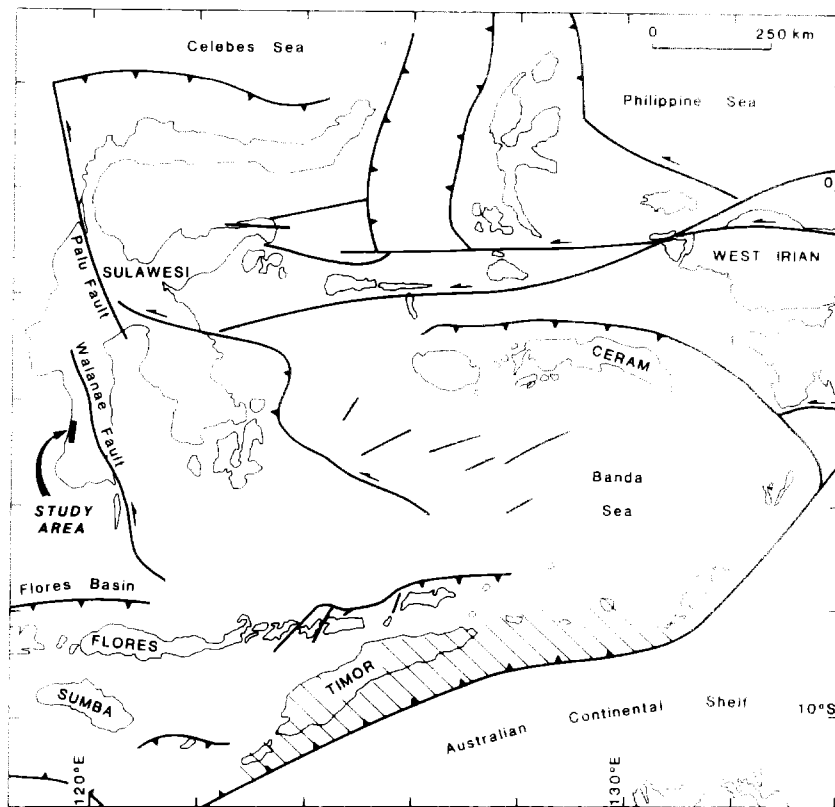 Celebes Sea
0 250 km
Philippine Sea
0
Palu Fault
SULAWESI
WEST IRIAN
CERAM
Walanae Fault
STUDY
AREA
Banda
Sea
Flores Basin
FLORES
TIMOR
SUMBA
Australian Continental Shelf 10°S
120°E
130°E